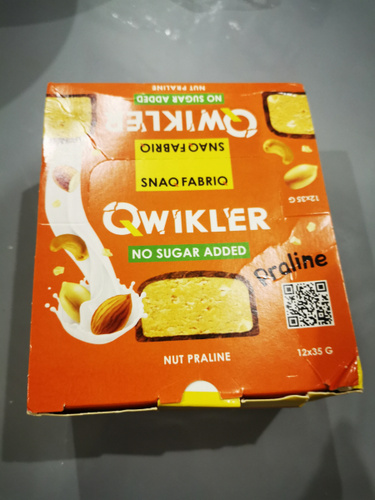 NUT PRALINE
NO SUGAR ADDED
QWIKLER
SNAQ FABRIQ
12x35 G
SNAQ FABRIQ
QWIKLER
NO SUGAR ADDED
Praline
NUT PRALINE
12x35 G